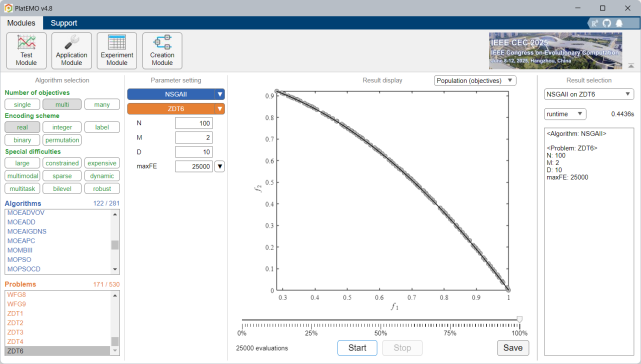 PlatEMO v4.8
Modules Support
Test Module
Application Module
Experiment Module
Creation Module
IEEE CEC 2025
IEEE Congress on Evolutionary Computation
June 8-12, 2025, Hangzhou, China
Algorithm selection
Number of objectives
single multi many
Encoding scheme
real integer label
binary permutation
Special difficulties
large constrained expensive
multimodal sparse dynamic
multitask bilevel robust
Algorithms 122 / 281
MOEADVOV
MOEADD
MOEAIGDNS
MOEAPC
MOMBIII
MOPSO
MOPSOCD
Problems 171 / 530
WFG8
WFG9
ZDT1
ZDT2
ZDT3
ZDT4
ZDT6
Parameter setting
NSGAII
ZDT6
N 100
M 2
D 10
maxFE 25000
Result display
Population (objectives)
0.9
0.8
0.7
0.6
0.5
0.4
0.3
0.2
0.1
0
f2
0.3 0.4 0.5 0.6 0.7 0.8 0.9 1
f1
0% 25% 50% 75% 100%
25000 evaluations
Start Stop Save
Result selection
NSGAII on ZDT6
runtime 0.4436s
<Algorithm: NSGAII>
<Problem: ZDT6>
N: 100
M: 2
D: 10
maxFE: 25000